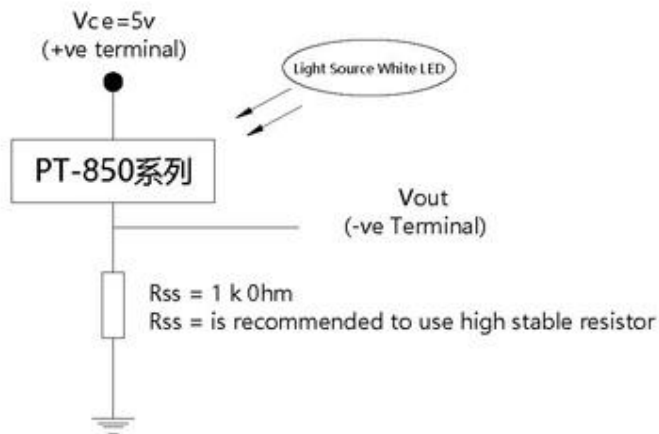 Vce=5v
(+ve terminal)
Light Source White LED
PT-850系列
Vout
(-ve Terminal)
Rss = 1 k 0hm
Rss = is recommended to use high stable resistor